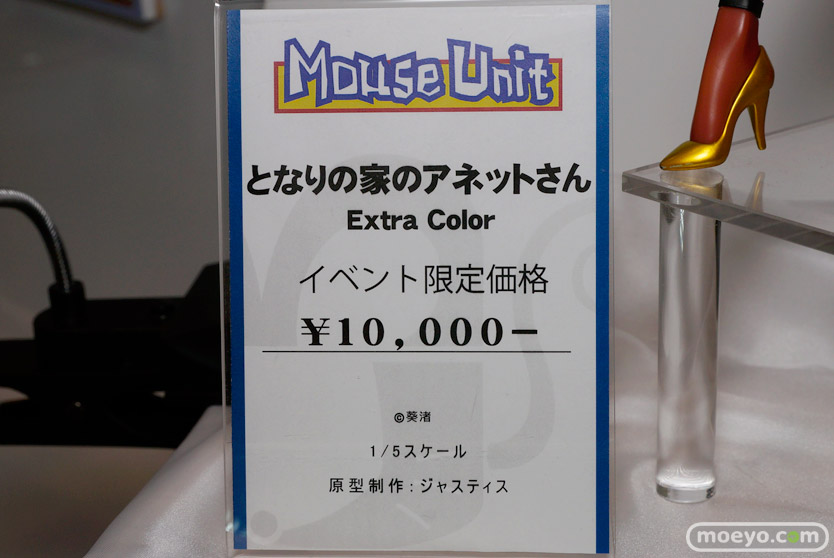 Mouse Unit
となりの家のアネットさん
Extra Color
イベント限定価格
¥10,000−
©葵渚
1/5スケール
原型制作:ジャスティス
moeyo.com